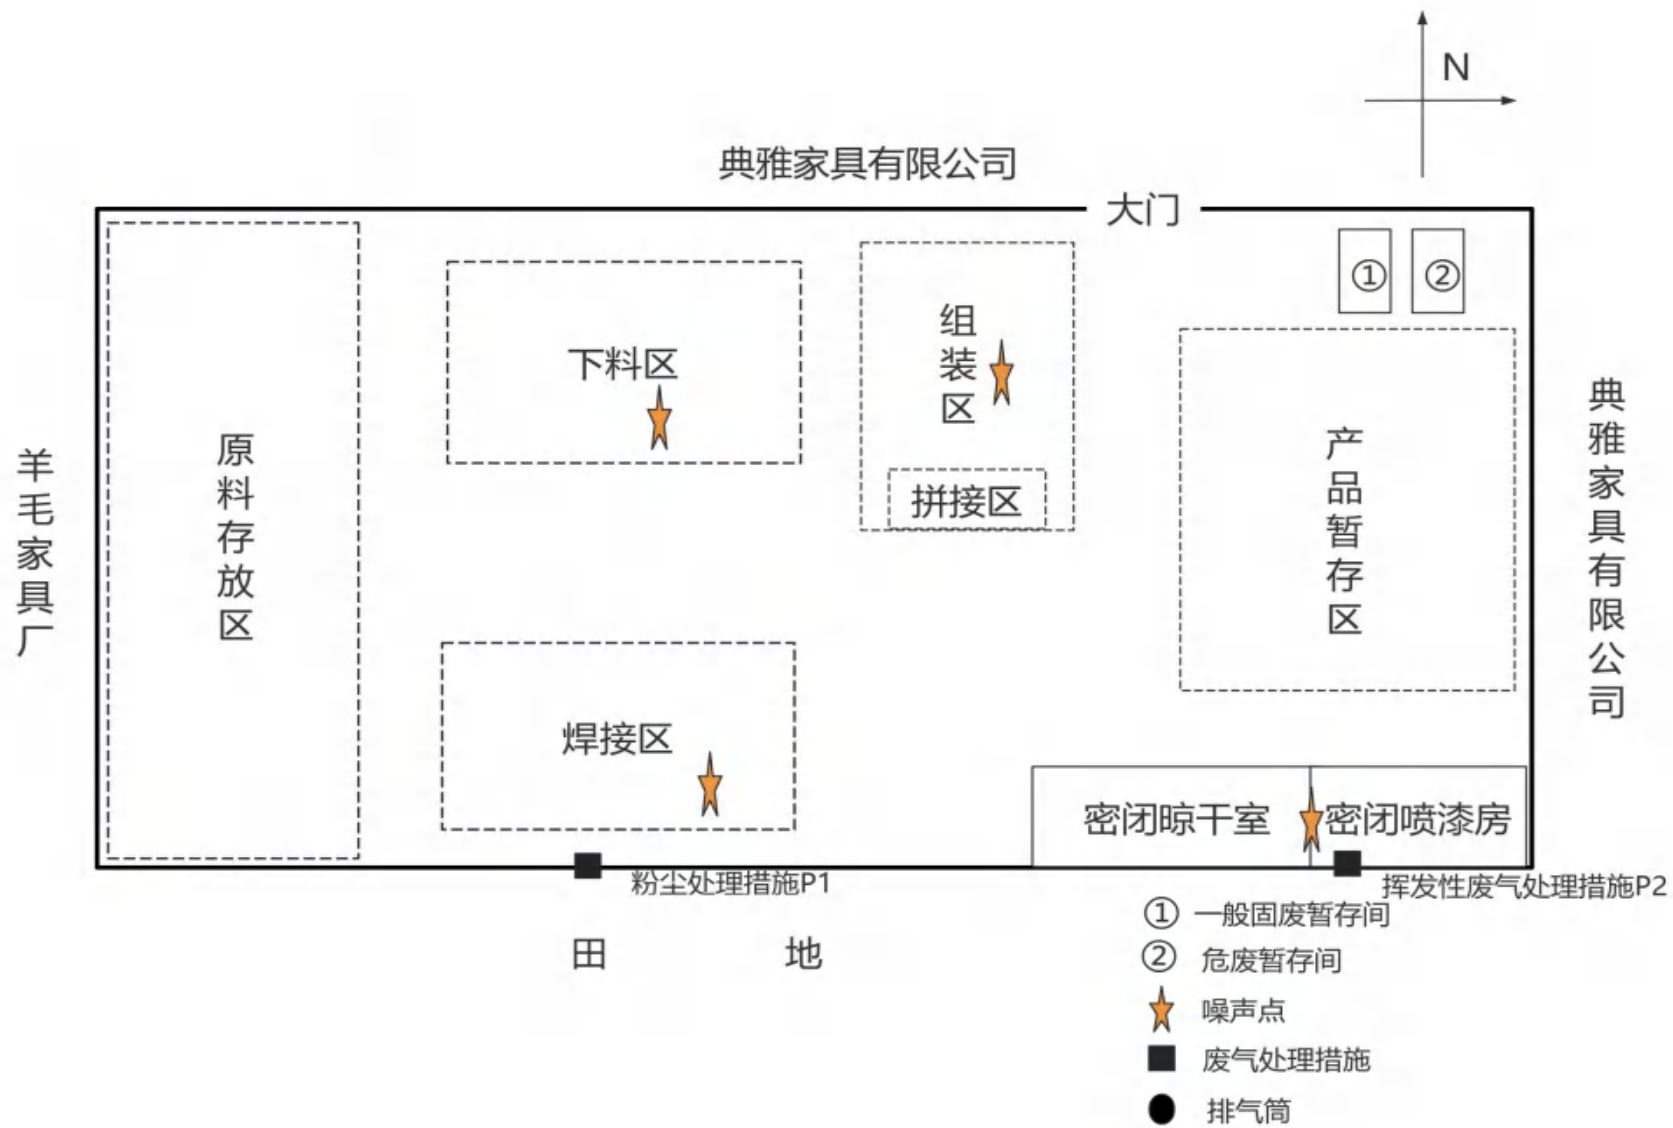 N
典雅家具有限公司
大门
①
②
组装区
下料区
产品暂存区
典雅家具有限公司
原料存放区
羊毛家具厂
拼接区
焊接区
密闭晾干室
密闭喷漆房
粉尘处理措施P1
挥发性废气处理措施P2
① 一般固废暂存间
田 地
② 危废暂存间
噪声点
废气处理措施
排气筒